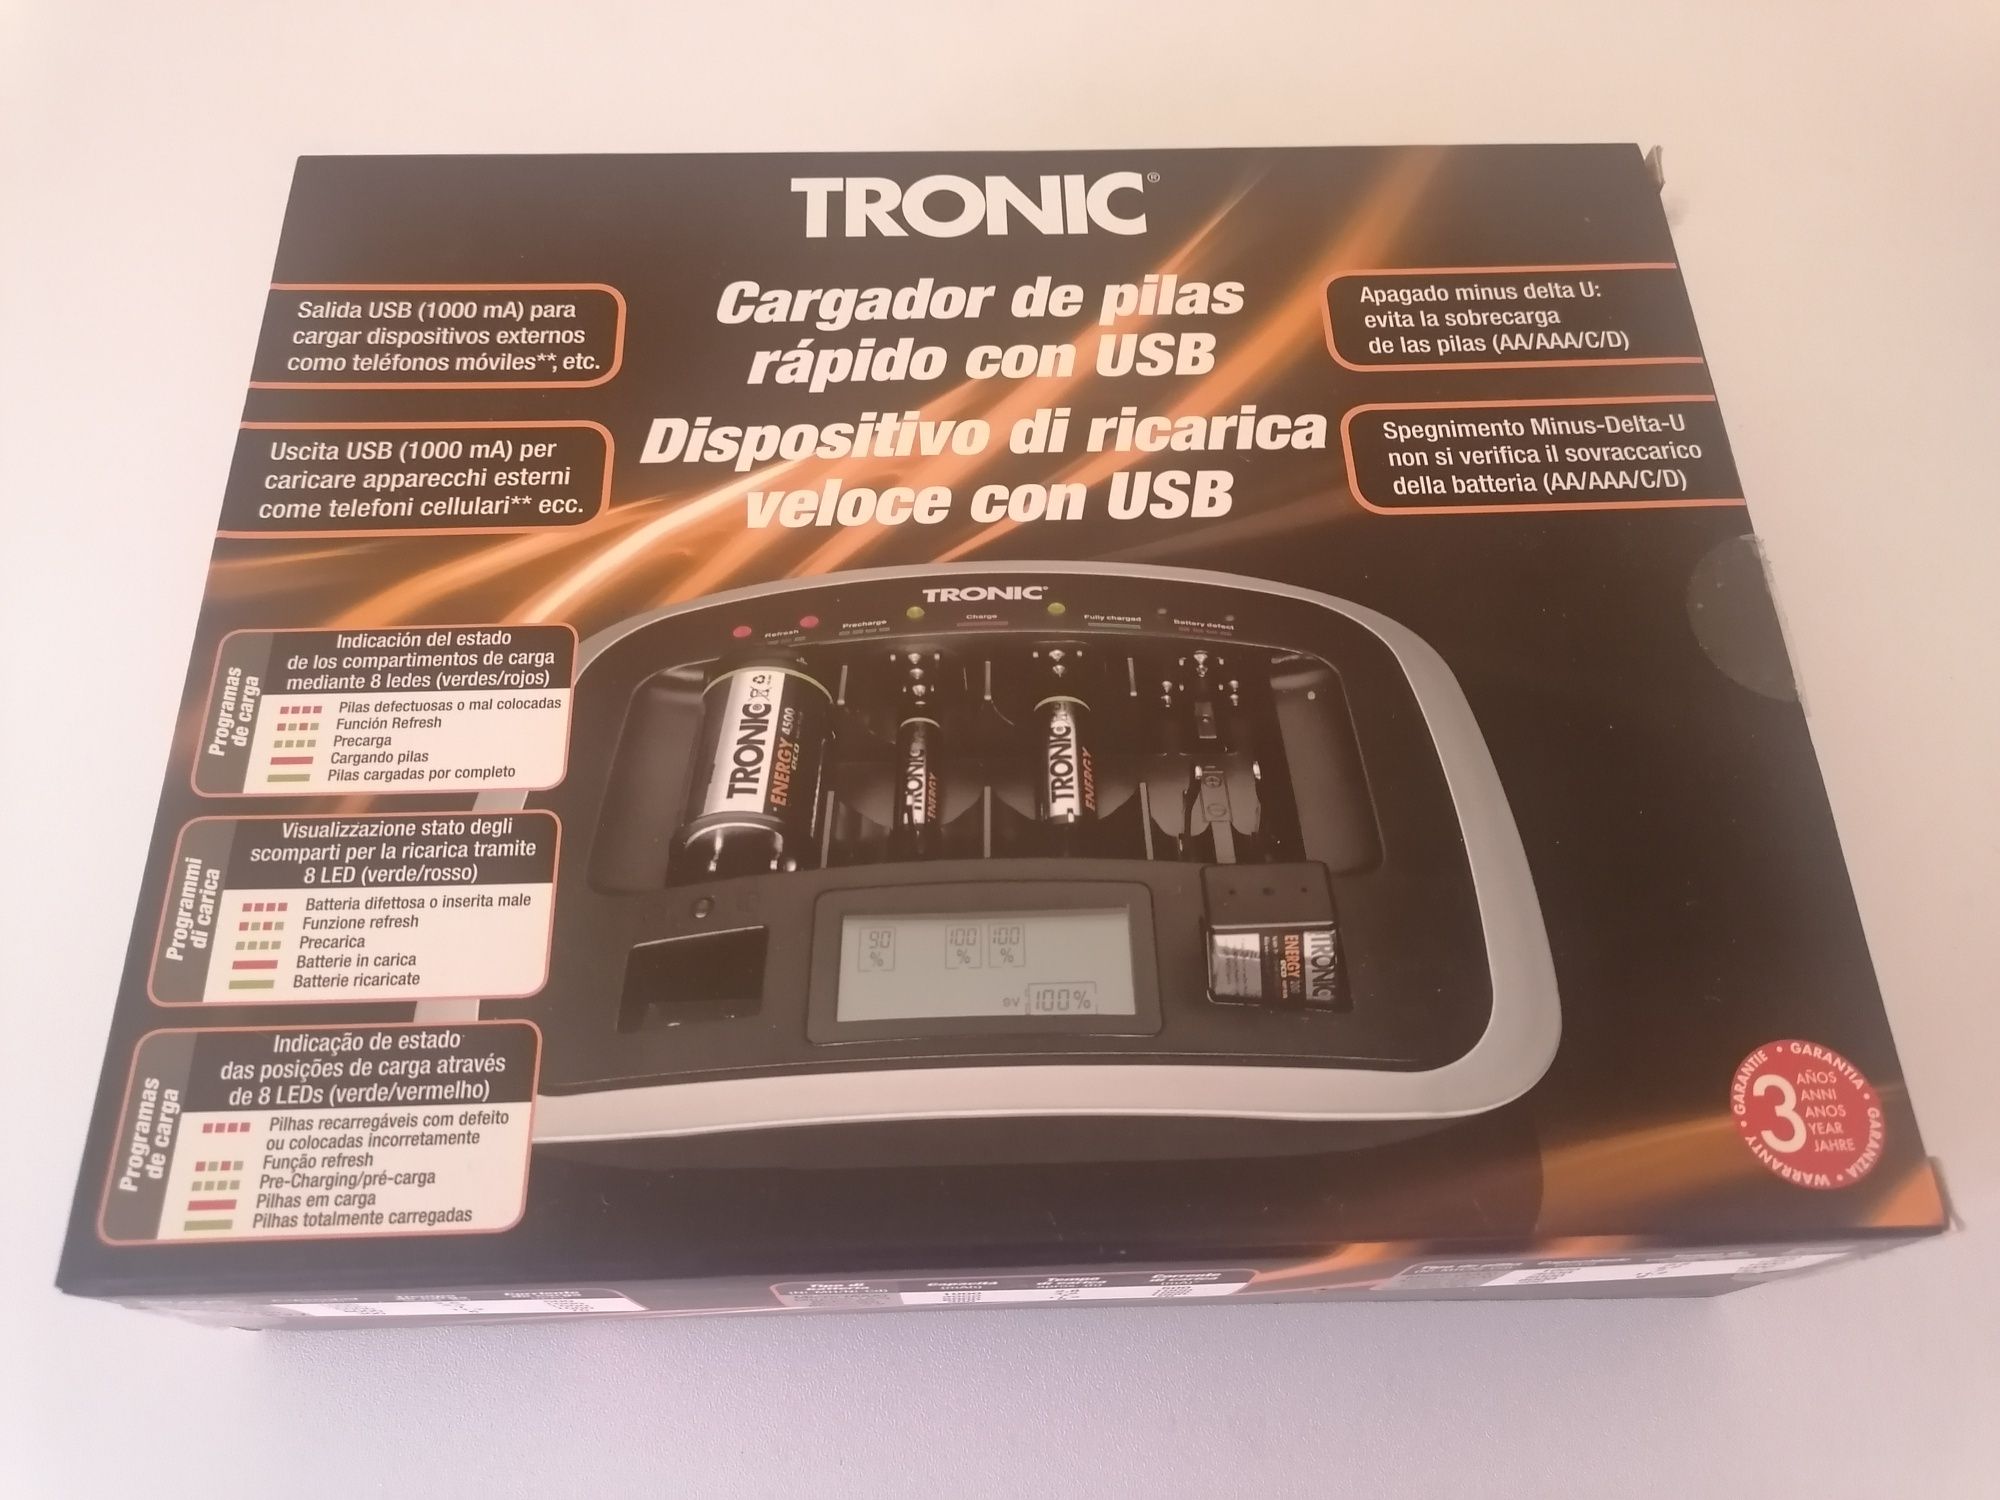 TRONIC®
Cargador de pilas
rápido con USB
Dispositivo di ricarica
veloce con USB
Salida USB (1000 mA) para
cargar dispositivos externos
como teléfonos móviles**, etc.
Uscita USB (1000 mA) per
caricare apparecchi esterni
come telefoni cellulari** ecc.
Apagado minus delta U:
evita la sobrecarga
de las pilas (AA/AAA/C/D)
Spegnimento Minus-Delta-U
non si verifica il sovraccarico
della batteria (AA/AAA/C/D)
Programas
de carga
Indicación del estado
de los compartimentos de carga
mediante 8 ledes (verdes/rojos)
Pilas defectuosas o mal colocadas
Función Refresh
Precarga
Cargando pilas
Pilas cargadas por completo
Programmi
di carica
Visualizzazione stato degli
scomparti per la ricarica tramite
8 LED (verde/rosso)
Batteria difettosa o inserita male
Funzione refresh
Precarica
Batterie in carica
Batterie ricaricate
Programas
de carga
Indicação de estado
das posições de carga através
de 8 LEDs (verde/vermelho)
Pilhas recarregáveis com defeito
ou colocadas incorretamente
Função refresh
Pre-Charging/pré-carga
Pilhas em carga
Pilhas totalmente carregadas
TRONIC®
Refresh
Precharge
Charge
Fully charged
Battery defect
TRONIC
ENERGY 4500
eco
TRONIC
ENERGY
TRONIC
ENERGY
90 %
100 %
100 %
9V 100%
TRONIC
ENERGY 200
eco
GARANTIE • GARANTIA • GARANZIA • WARRANTY •
3
AÑOS
ANNI
ANOS
YEAR
JAHRE
Tipo di
Capacità
Tempo
Corrente